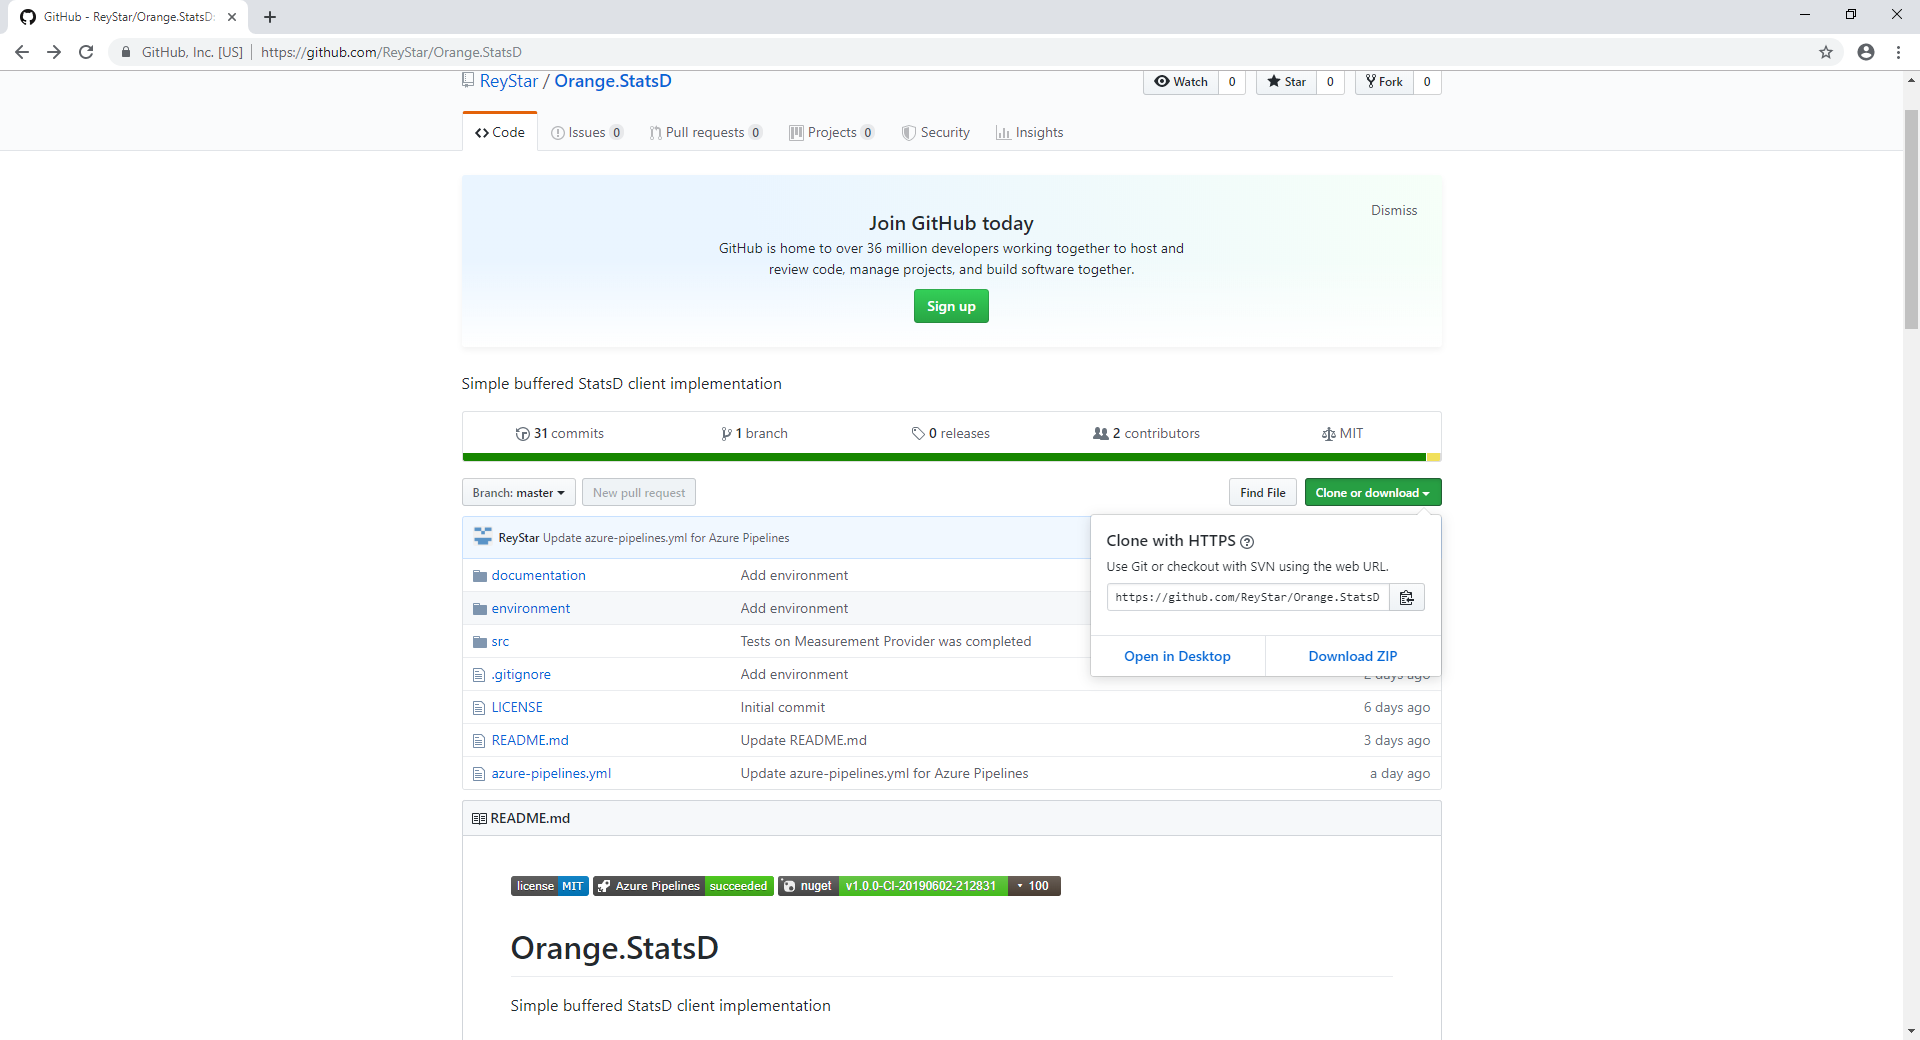 GitHub - ReyStar/Orange.StatsD:
GitHub, Inc. [US] https://github.com/ReyStar/Orange.StatsD
ReyStar / Orange.StatsD
Watch 0 Star 0 Fork 0
Code Issues 0 Pull requests 0 Projects 0 Security Insights
Dismiss
Join GitHub today
GitHub is home to over 36 million developers working together to host and
review code, manage projects, and build software together.
Sign up
Simple buffered StatsD client implementation
31 commits 1 branch 0 releases 2 contributors MIT
Branch: master New pull request Find File Clone or download
ReyStar Update azure-pipelines.yml for Azure Pipelines
Clone with HTTPS
Use Git or checkout with SVN using the web URL.
https://github.com/ReyStar/Orange.StatsD
Open in Desktop Download ZIP
documentation Add environment
environment Add environment
src Tests on Measurement Provider was completed
.gitignore Add environment 2 days ago
LICENSE Initial commit 6 days ago
README.md Update README.md 3 days ago
azure-pipelines.yml Update azure-pipelines.yml for Azure Pipelines a day ago
README.md
license MIT Azure Pipelines succeeded nuget v1.0.0-CI-20190602-212831 100
Orange.StatsD
Simple buffered StatsD client implementation